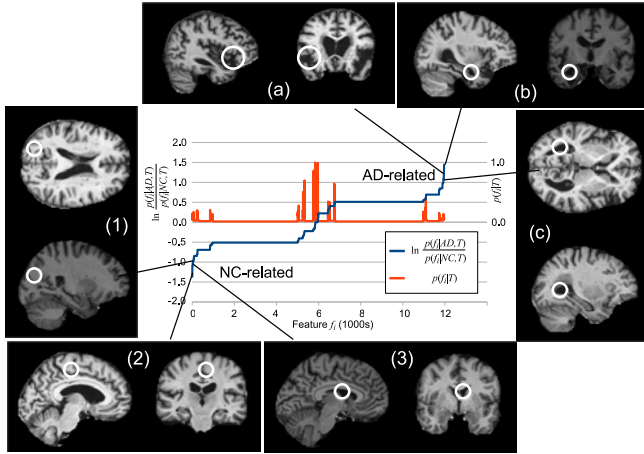 (a)
(b)
(1)
(c)
2.0
1.5
1.0
0.5
0.0
-0.5
-1.0
-1.5
-2.0
ln p(fᵢ|AD,T) / p(fᵢ|NC,T)
1.0
0.0
p(fᵢ|T)
AD-related
NC-related
ln p(fᵢ|AD,T) / p(fᵢ|NC,T)
p(fᵢ|T)
0 2 4 6 8 10 12
Feature fᵢ (1000s)
(2)
(3)